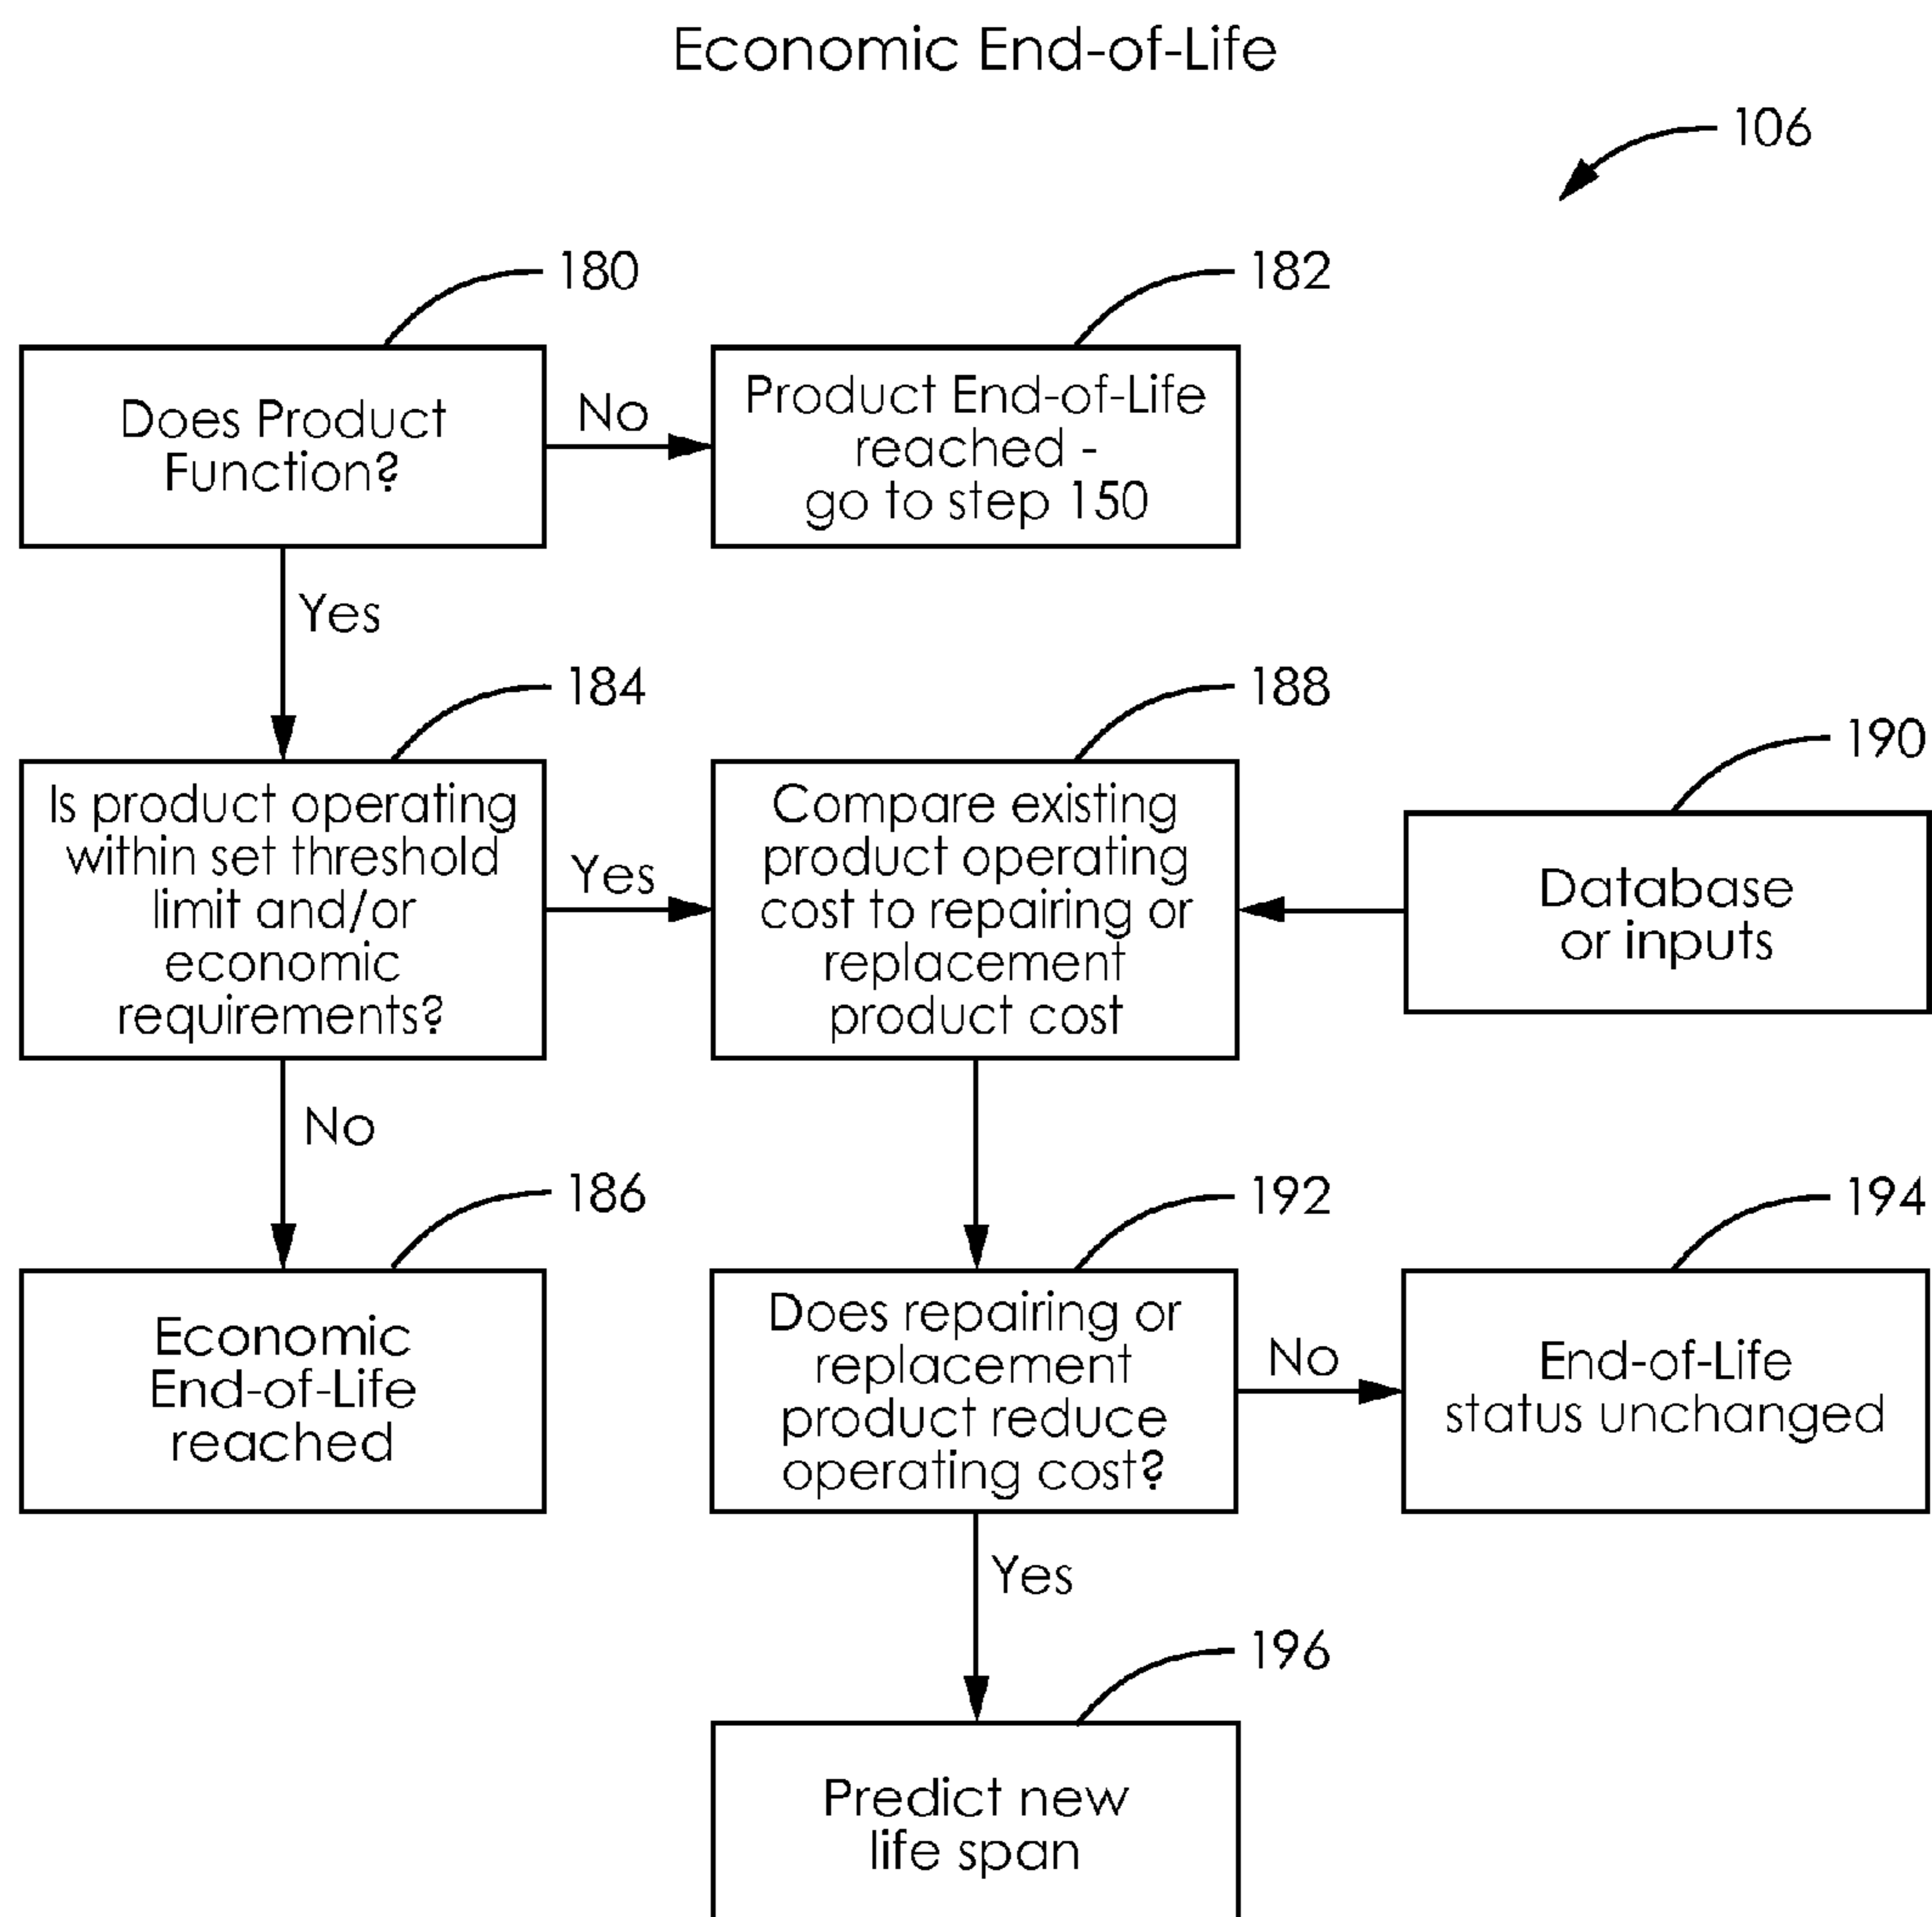 Economic End-of-Life
106
180
182
Does Product
Function?
No
Product End-of-Life
reached -
go to step 150
Yes
184
188
190
Is product operating
within set threshold
limit and/or
economic
requirements?
Yes
Compare existing
product operating
cost to repairing or
replacement
product cost
Database
or inputs
No
186
192
194
Economic
End-of-Life
reached
Does repairing or
replacement
product reduce
operating cost?
No
End-of-Life
status unchanged
Yes
196
Predict new
life span